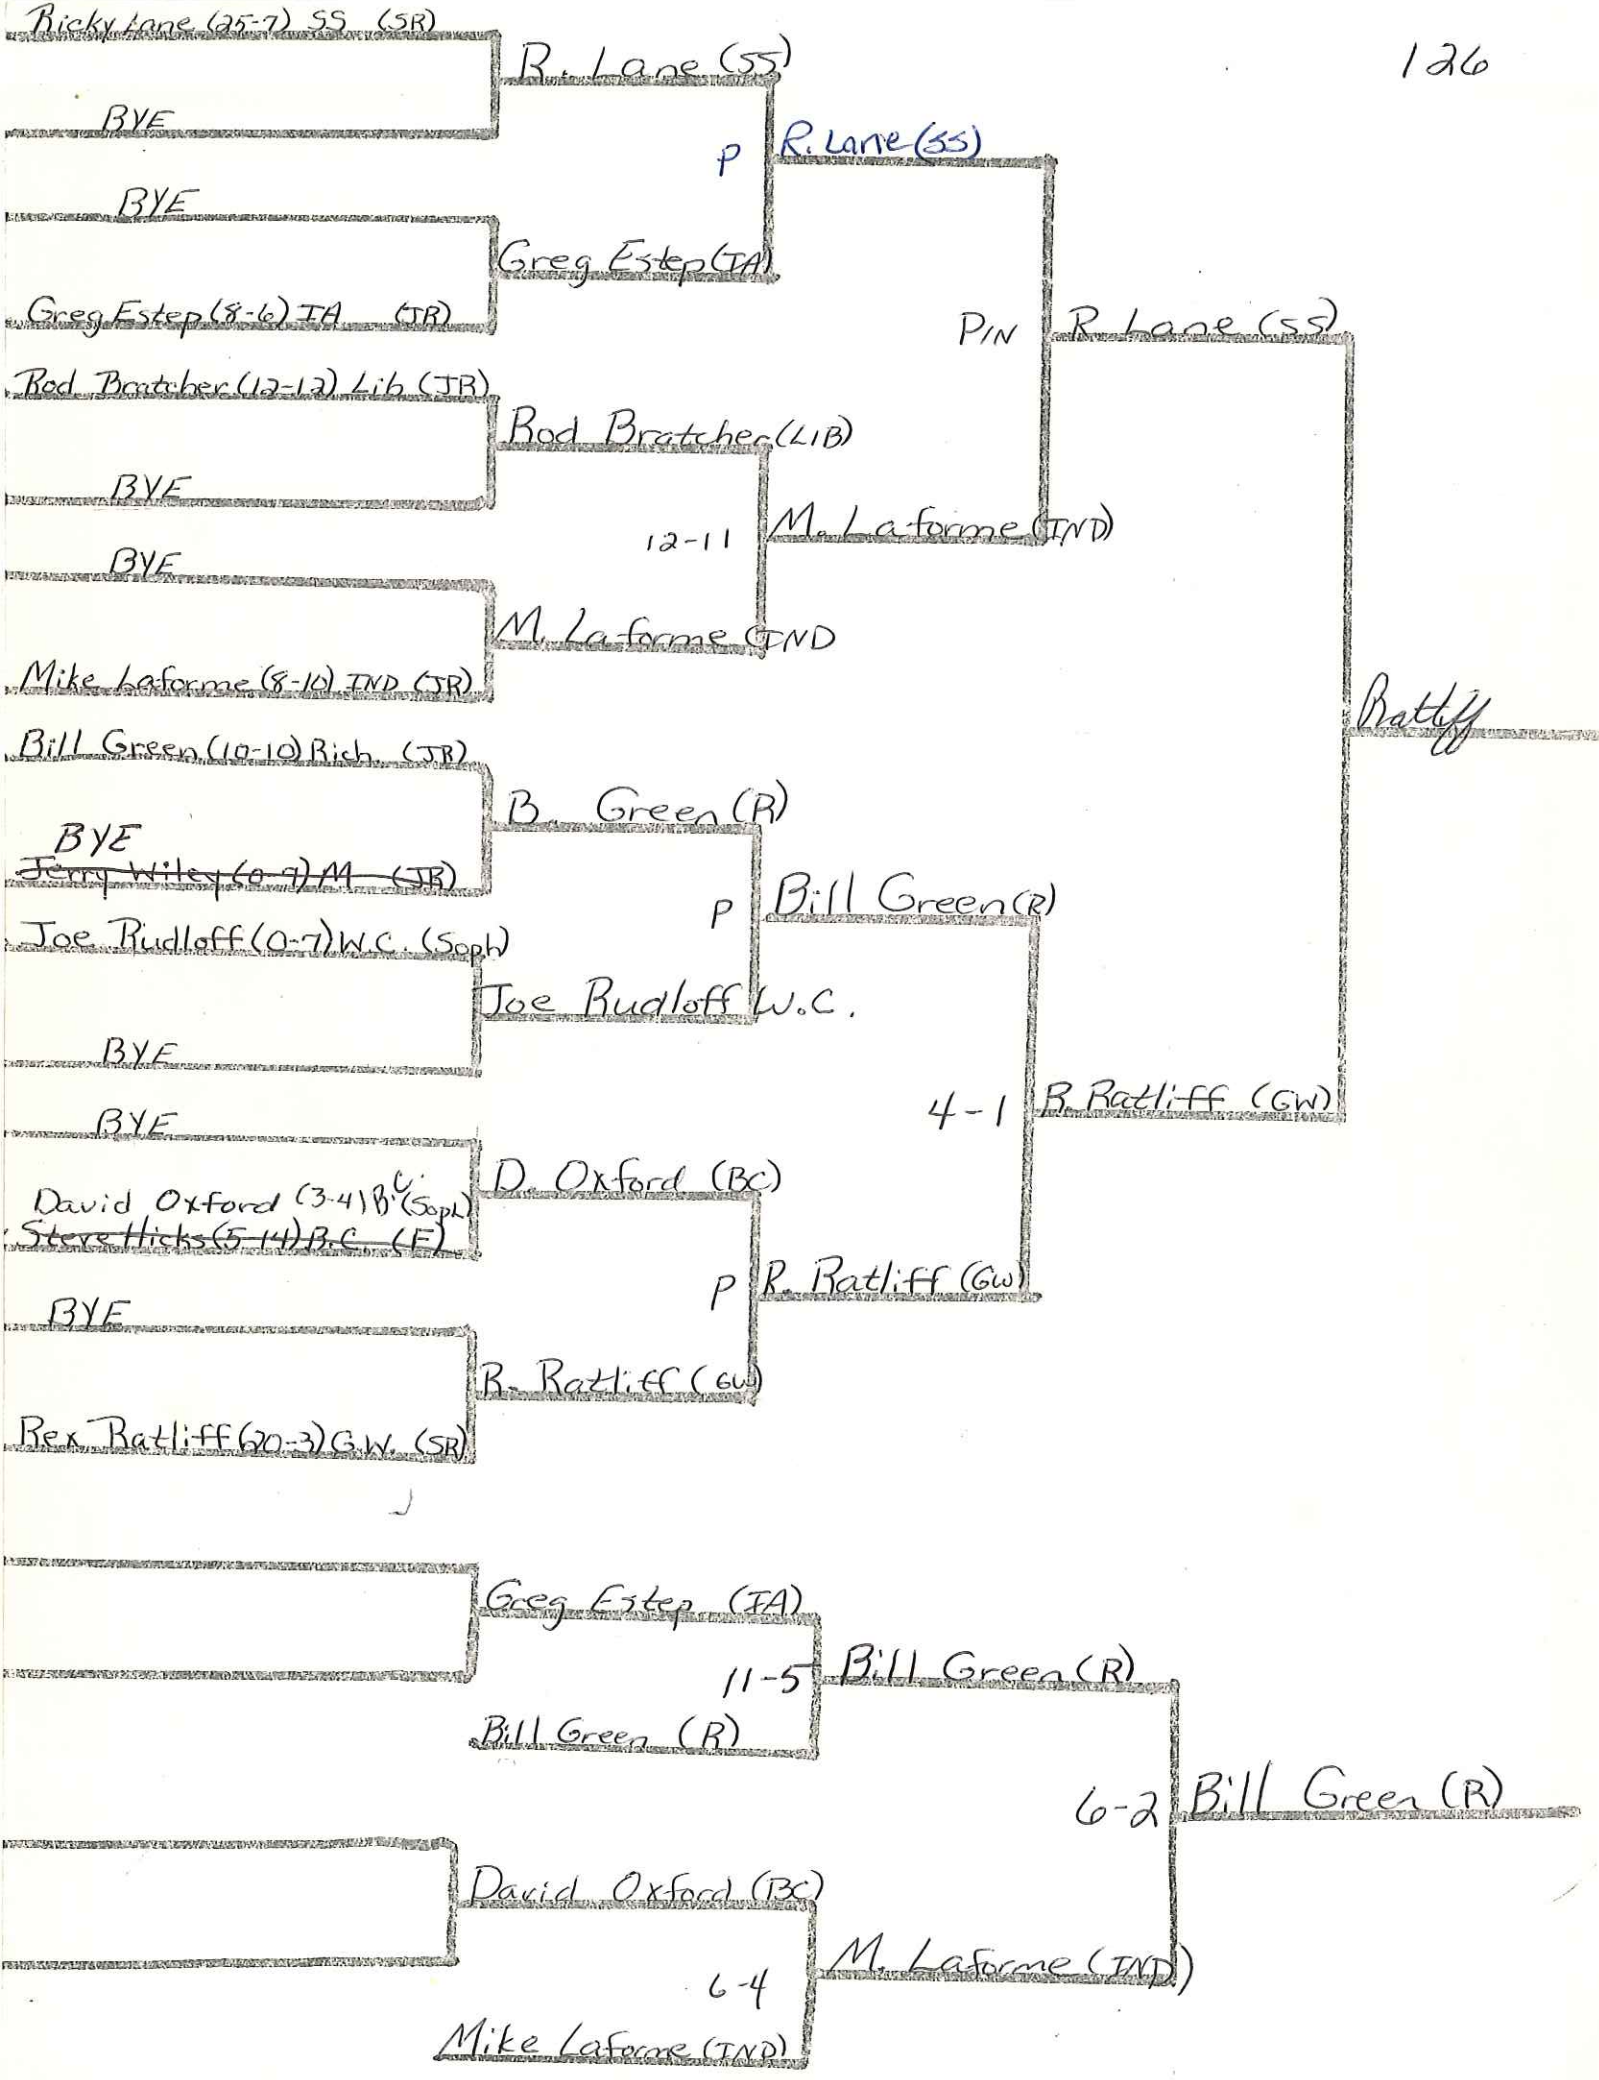 Ricky Lane (25-7) SS (SR)
R. Lane (SS)
126
BYE
P
R. Lane (SS)
BYE
Greg Estep (IA)
Greg Estep (8-6) IA (JR)
PIN
R. Lane (SS)
Rod Bratcher (12-12) Lib (JR)
Rod Bratcher (LIB)
BYE
12-11
M. Laforme (IND)
BYE
M. Laforme (IND
Mike Laforme (8-10) IND (JR)
Ratliff
Bill Green (10-10) Rich. (JR)
B. Green (R)
BYE
Jerry Wiley (0-7) M (JR)
P
Bill Green (R)
Joe Rudloff (0-7) W.C. (Soph)
Joe Rudloff W.C.
BYE
4-1
R. Ratliff (GW)
BYE
D. Oxford (BC)
David Oxford (3-4) B.C. (Soph)
Steve Hicks (5-14) B.C. (F)
P
R. Ratliff (GW)
BYE
R. Ratliff (GW)
Rex Ratliff (20-3) G.W. (SR)
Greg Estep (IA)
11-5
Bill Green (R)
Bill Green (R)
6-2
Bill Green (R)
David Oxford (BC)
M. Laforme (IND)
6-4
Mike Laforme (IND)